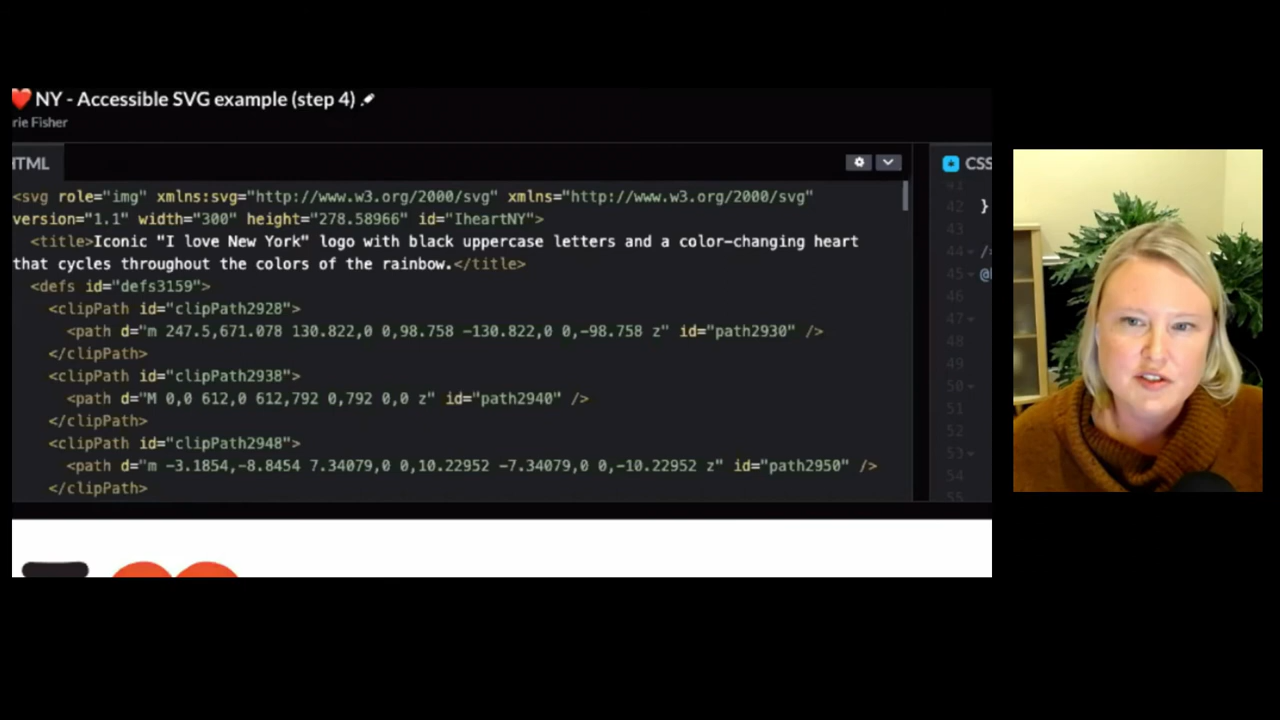 NY - Accessible SVG example (step 4)
rie Fisher
HTML
CSS
<svg role="img" xmlns:svg="http://www.w3.org/2000/svg" xmlns="http://www.w3.org/2000/svg"
version="1.1" width="300" height="278.58966" id="IheartNY">
<title>Iconic "I love New York" logo with black uppercase letters and a color-changing heart
that cycles throughout the colors of the rainbow.</title>
<defs id="defs3159">
<clipPath id="clipPath2928">
<path d="m 247.5,671.078 130.822,0 0,98.758 -130.822,0 0,-98.758 z" id="path2930" />
</clipPath>
<clipPath id="clipPath2938">
<path d="M 0,0 612,0 612,792 0,792 0,0 z" id="path2940" />
</clipPath>
<clipPath id="clipPath2948">
<path d="m -3.1854,-8.8454 7.34079,0 0,10.22952 -7.34079,0 0,-10.22952 z" id="path2950" />
</clipPath>
41
42 }
43
44 /
45 @
46
47
48
49
50
51
52
53
54
55